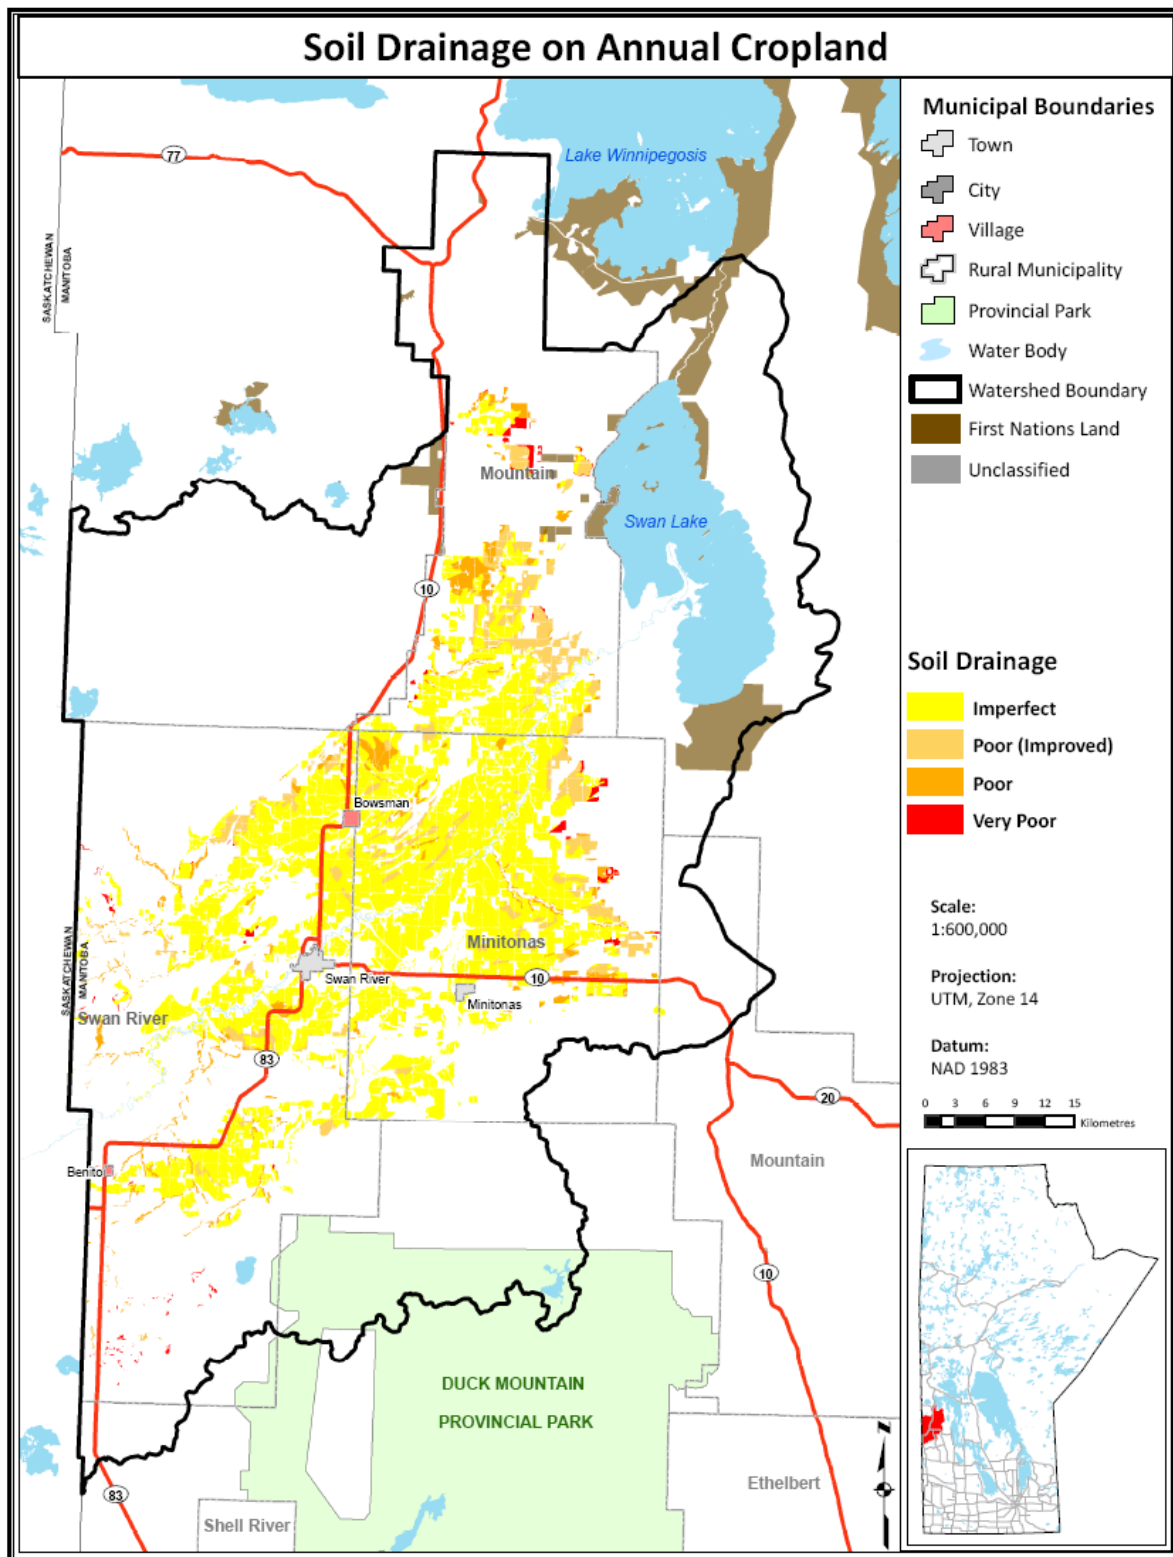 Soil Drainage on Annual Cropland
Lake Winnipegosis
77
SASKATCHEWAN
MANITOBA
Mountain
Swan Lake
10
Bowsman
Minitonas
SASKATCHEWAN
MANITOBA
Swan River
10
Minitonas
Swan River
83
20
Benito
Mountain
10
DUCK MOUNTAIN
PROVINCIAL PARK
Ethelbert
83
Shell River
Z
Municipal Boundaries
Town
City
Village
Rural Municipality
Provincial Park
Water Body
Watershed Boundary
First Nations Land
Unclassified
Soil Drainage
Imperfect
Poor (Improved)
Poor
Very Poor
Scale:
1:600,000
Projection:
UTM, Zone 14
Datum:
NAD 1983
0 3 6 9 12 15
Kilometres